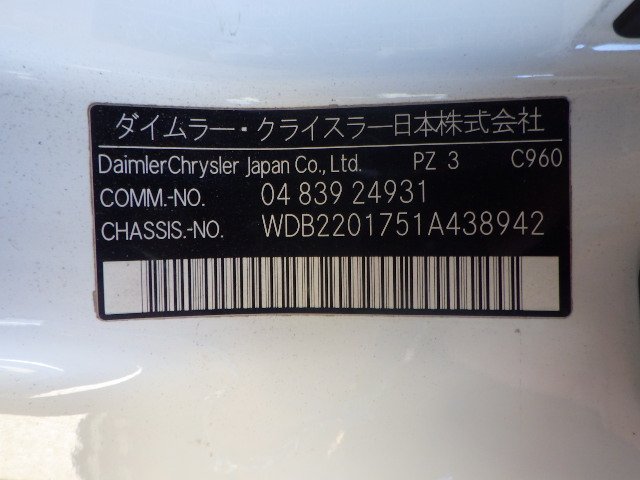 ダイムラー・クライスラー日本株式会社
DaimlerChrysler Japan Co., Ltd. PZ 3 C960
COMM.-NO. 04 839 24931
CHASSIS.-NO. WDB2201751A438942